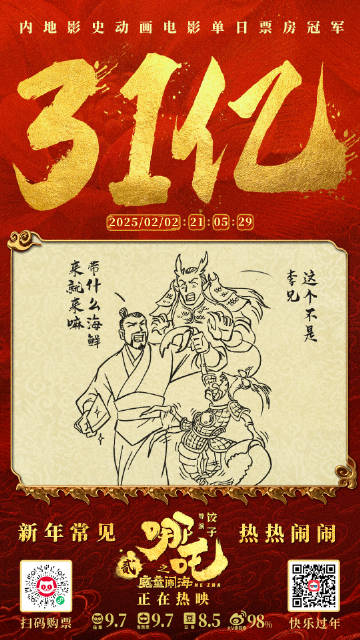 内地影史动画电影单日票房冠军
31亿
2025/02/02:21:05:29
带什么海鲜
来就来嘛
这个不是
李兄
新年常见
导演
饺子
哪吒
之
贰
魔童闹海
NE ZHA
热热闹闹
正在热映
扫码购票
9.7
9.7
8.5
98%
快乐过年